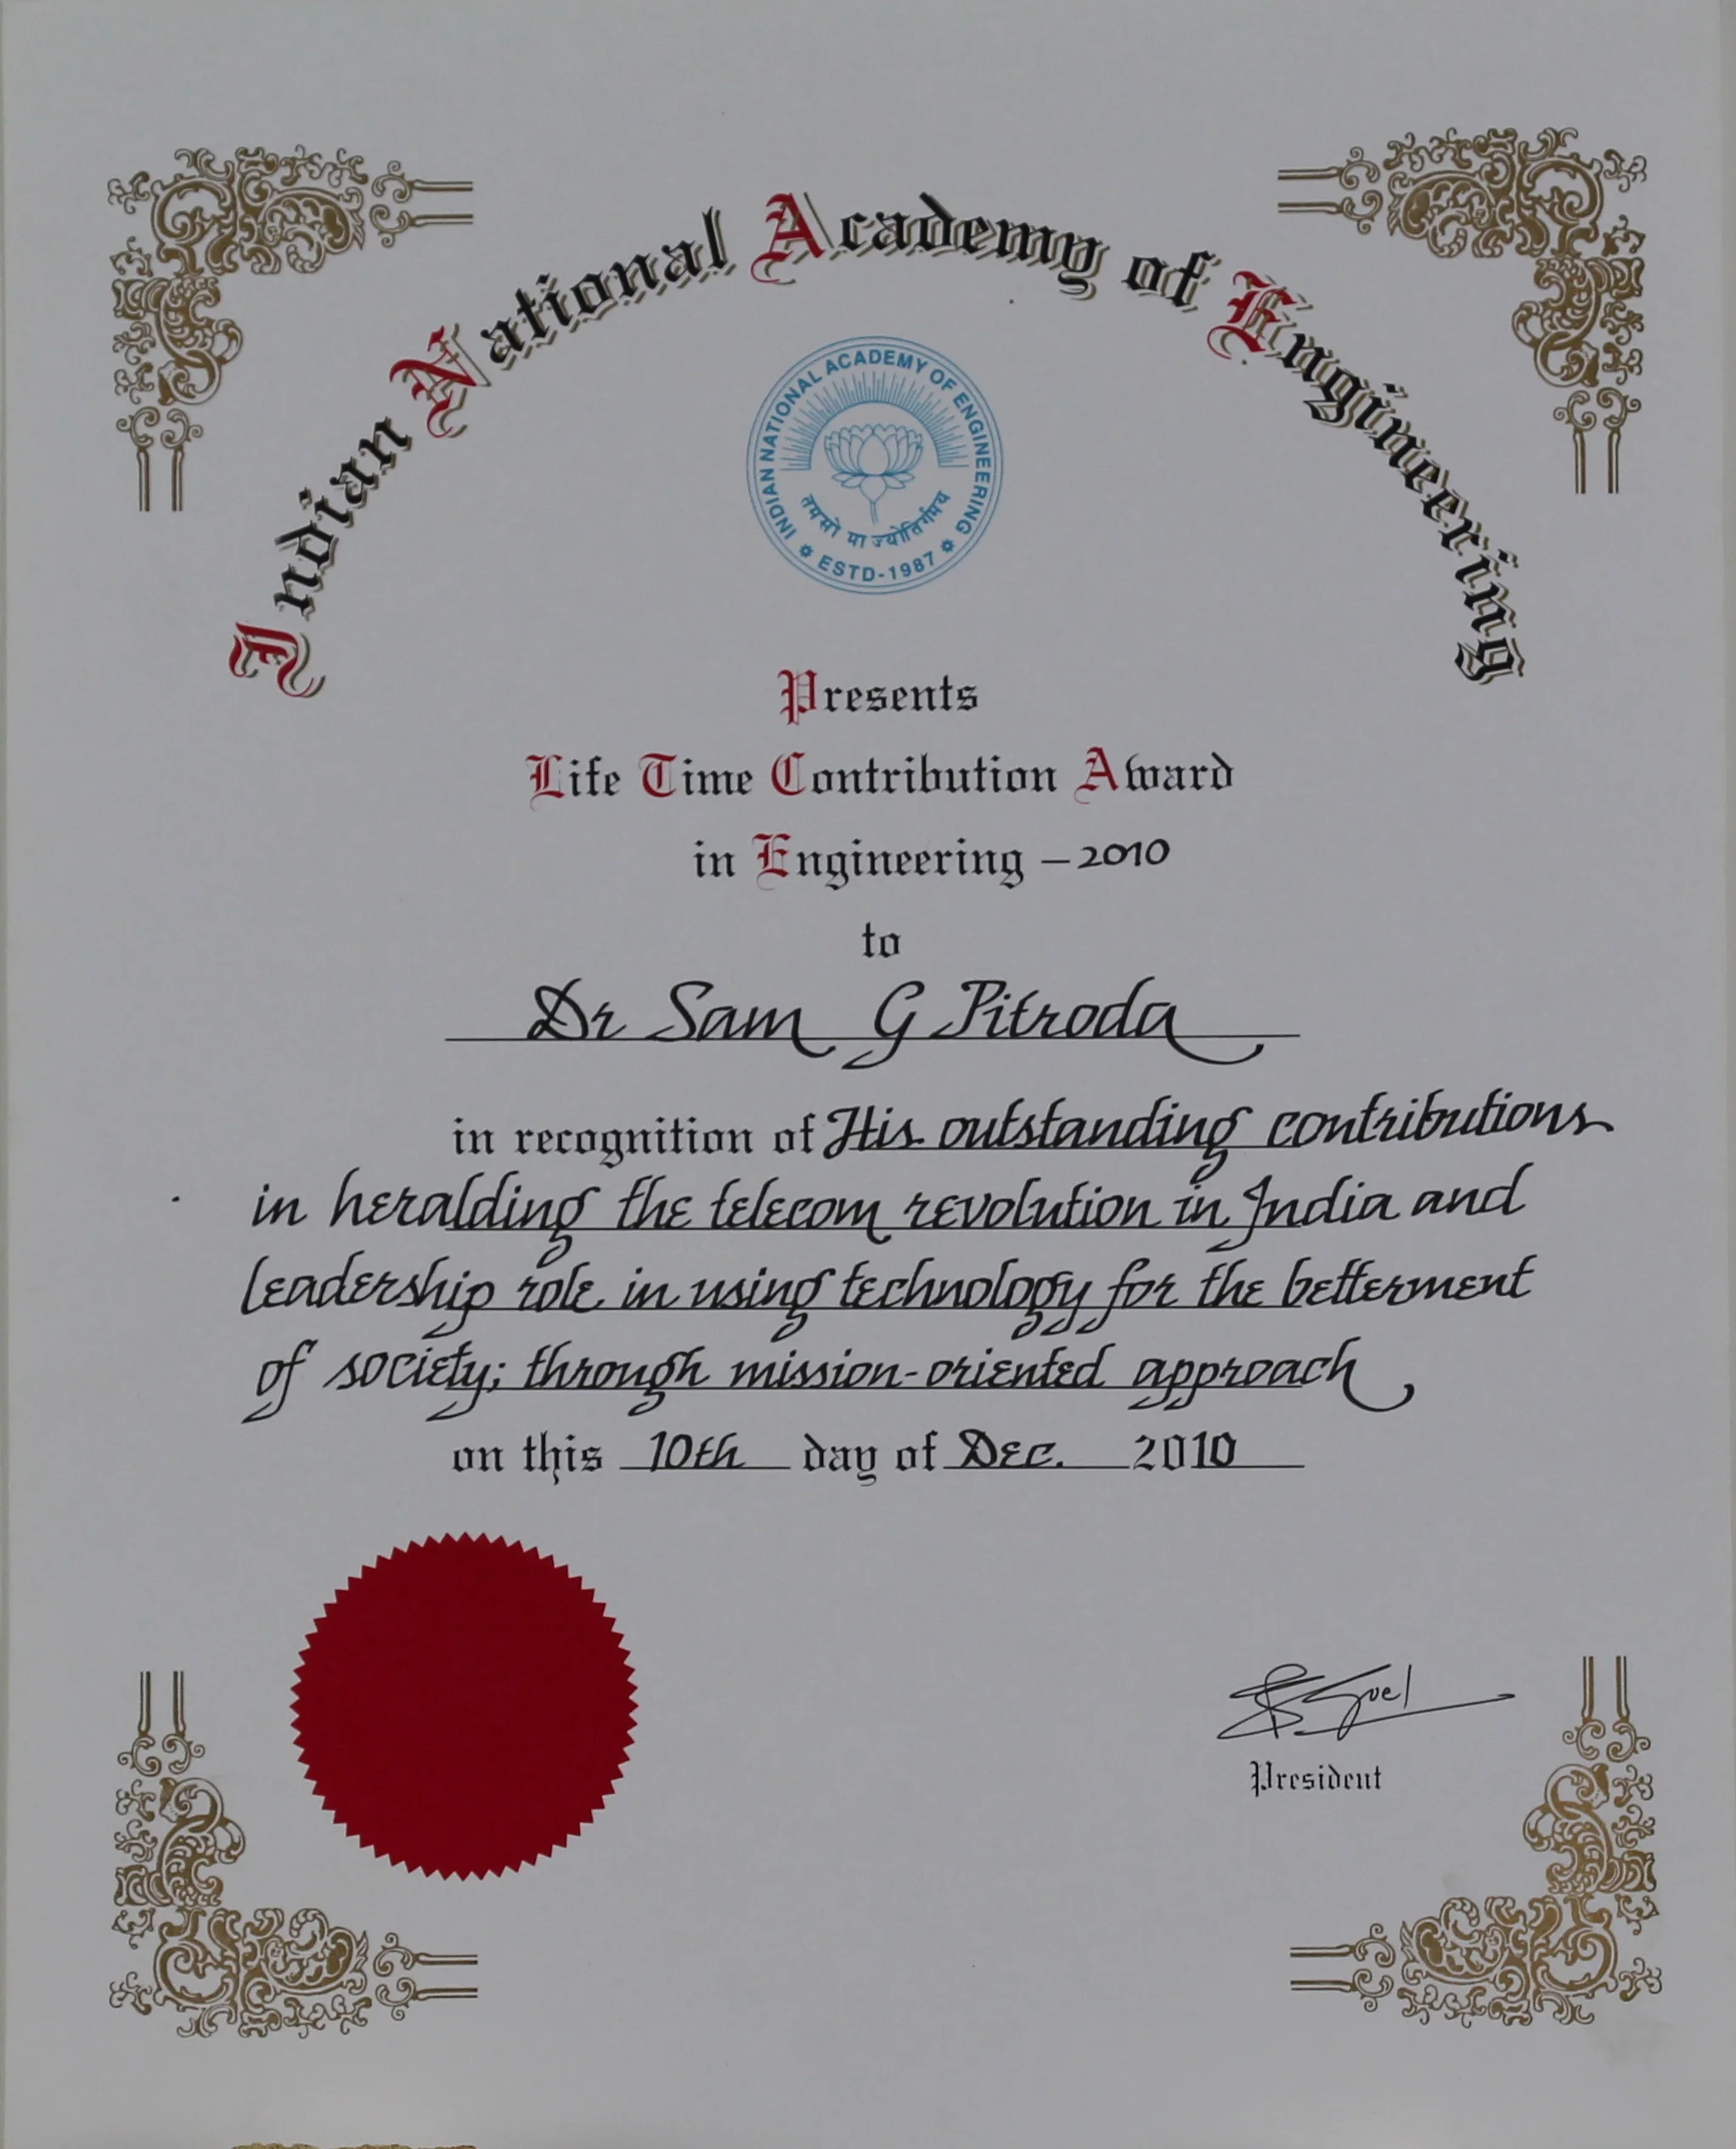 Indian National Academy of Engineering
INDIAN NATIONAL ACADEMY OF ENGINEERING
तमसो मा ज्योतिर्गमय
ESTD-1987
Presents
Life Time Contribution Award
in Engineering – 2010
to
Dr Sam G Pitroda
in recognition of His outstanding contributions
in heralding the telecom revolution in India and
leadership role in using technology for the betterment
of society; through mission-oriented approach
on this 10th day of Dec. 2010
President